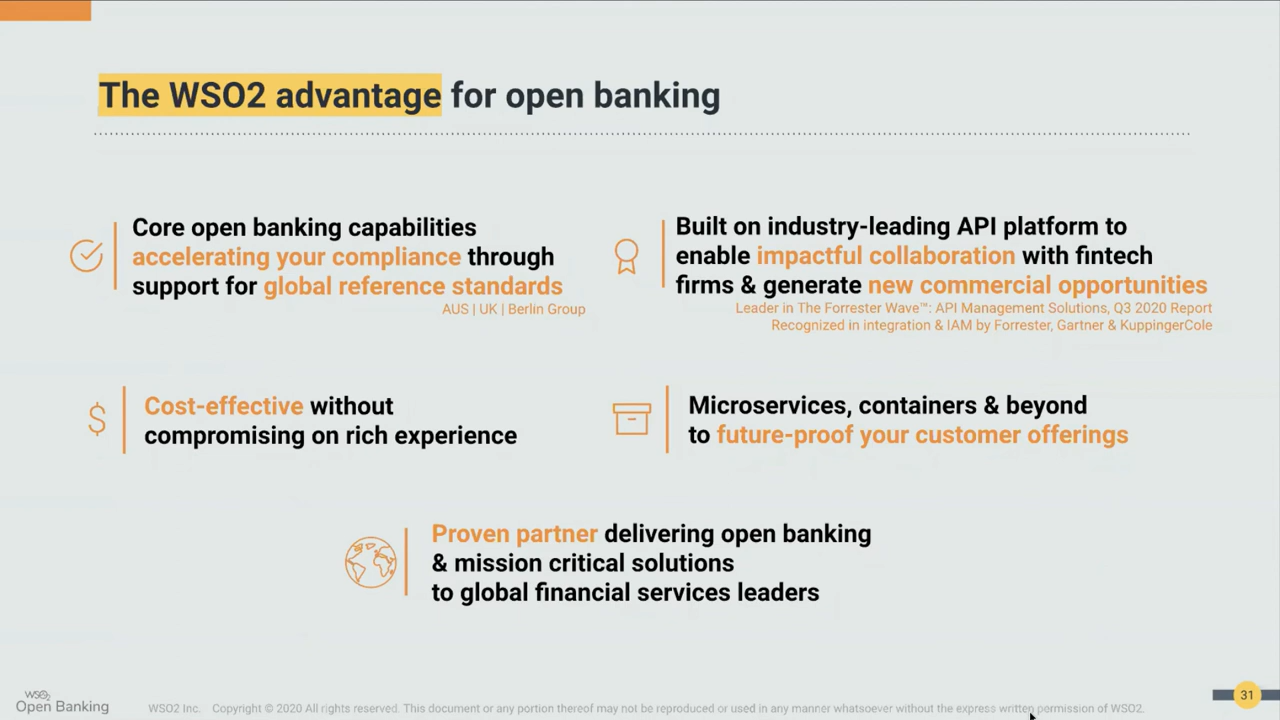 The WSO2 advantage for open banking
Core open banking capabilities
accelerating your compliance through
support for global reference standards
AUS | UK | Berlin Group
Built on industry-leading API platform to
enable impactful collaboration with fintech
firms & generate new commercial opportunities
Leader in The Forrester Wave™: API Management Solutions, Q3 2020 Report
Recognized in integration & IAM by Forrester, Gartner & KuppingerCole
$
Cost-effective without
compromising on rich experience
Microservices, containers & beyond
to future-proof your customer offerings
Proven partner delivering open banking
& mission critical solutions
to global financial services leaders
WSO2
Open Banking
WSO2 Inc. Copyright © 2020 All rights reserved. This document or any portion thereof may not be reproduced or used in any manner whatsoever without the express written permission of WSO2.
31